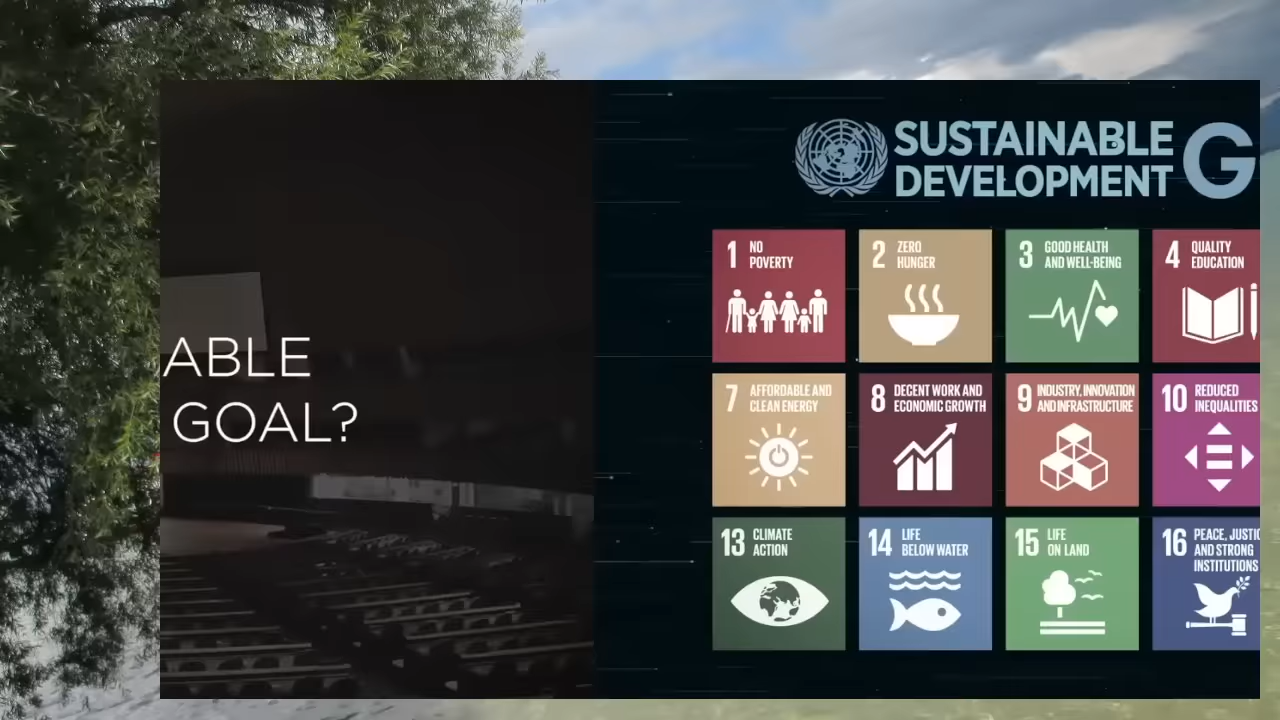 ABLE
GOAL?
SUSTAINABLE
DEVELOPMENT G
1 NO
POVERTY
2 ZERO
HUNGER
3 GOOD HEALTH
AND WELL-BEING
4 QUALITY
EDUCATION
7 AFFORDABLE AND
CLEAN ENERGY
8 DECENT WORK AND
ECONOMIC GROWTH
9 INDUSTRY, INNOVATION
AND INFRASTRUCTURE
10 REDUCED
INEQUALITIES
13 CLIMATE
ACTION
14 LIFE
BELOW WATER
15 LIFE
ON LAND
16 PEACE, JUSTIC
AND STRONG
INSTITUTIONS